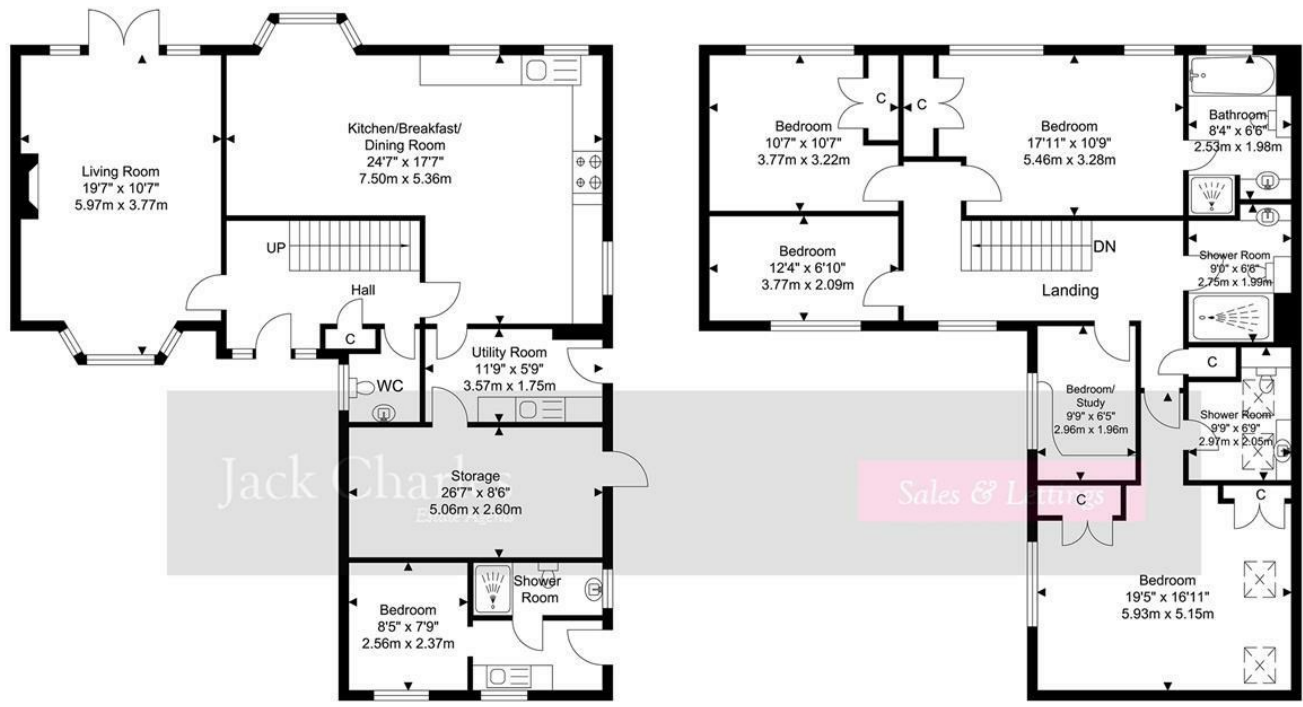 Living Room
19'7" x 10'7"
5.97m x 3.77m
Kitchen/Breakfast/
Dining Room
24'7" x 17'7"
7.50m x 5.36m
UP
Hall
C
WC
Utility Room
11'9" x 5'9"
3.57m x 1.75m
Storage
26'7" x 8'6"
5.06m x 2.60m
Bedroom
8'5" x 7'9"
2.56m x 2.37m
Shower
Room
Bedroom
10'7" x 10'7"
3.77m x 3.22m
C
C
Bedroom
17'11" x 10'9"
5.46m x 3.28m
Bathroom
8'4" x 6'6"
2.53m x 1.98m
Bedroom
12'4" x 6'10"
3.77m x 2.09m
DN
Landing
Shower Room
9'0" x 6'6"
2.75m x 1.99m
Bedroom/
Study
9'9" x 6'5"
2.96m x 1.96m
C
Shower Room
9'9" x 6'9"
2.97m x 2.05m
C
C
Bedroom
19'5" x 16'11"
5.93m x 5.15m
Jack Charles
Estate Agents
Sales & Lettings